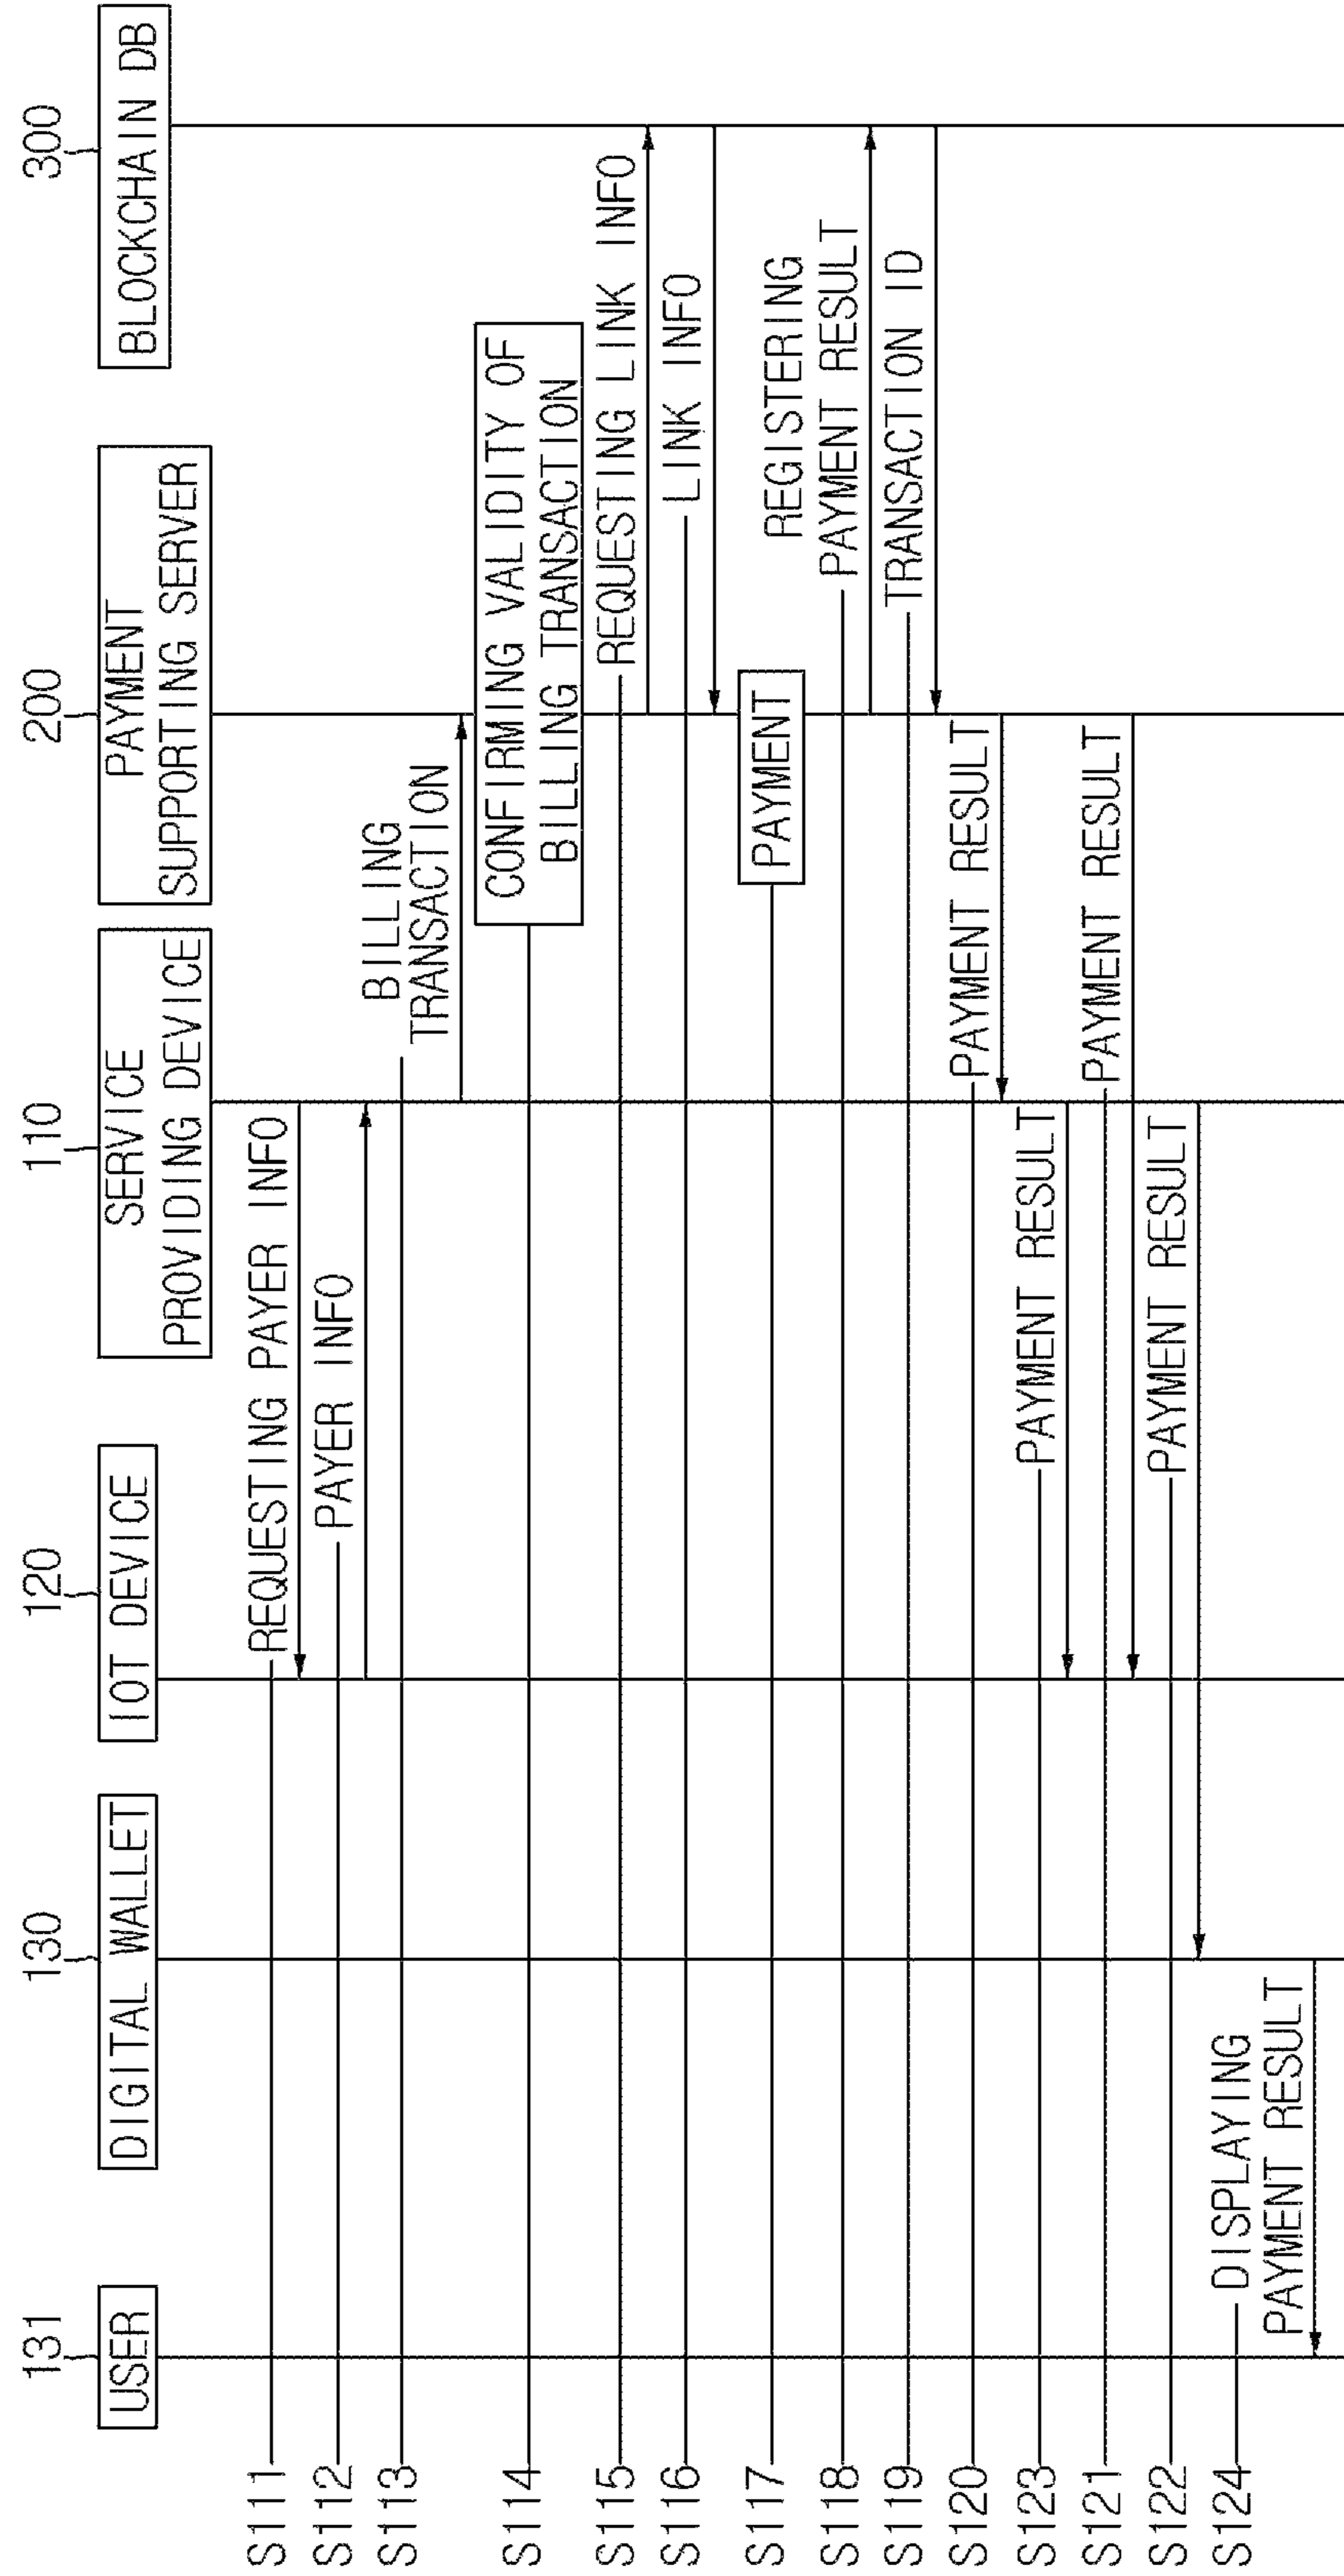 131
130
120
110
200
300
USER
DIGITAL WALLET
IOT DEVICE
SERVICE
PROVIDING DEVICE
PAYMENT
SUPPORTING SERVER
BLOCKCHAIN DB
S111
REQUESTING PAYER INFO
S112
PAYER INFO
S113
BILLING
TRANSACTION
S114
CONFIRMING VALIDITY OF
BILLING TRANSACTION
S115
REQUESTING LINK INFO
S116
LINK INFO
S117
PAYMENT
S118
REGISTERING
PAYMENT RESULT
S119
TRANSACTION ID
S120
PAYMENT RESULT
S123
PAYMENT RESULT
S121
PAYMENT RESULT
S122
PAYMENT RESULT
S124
DISPLAYING
PAYMENT RESULT